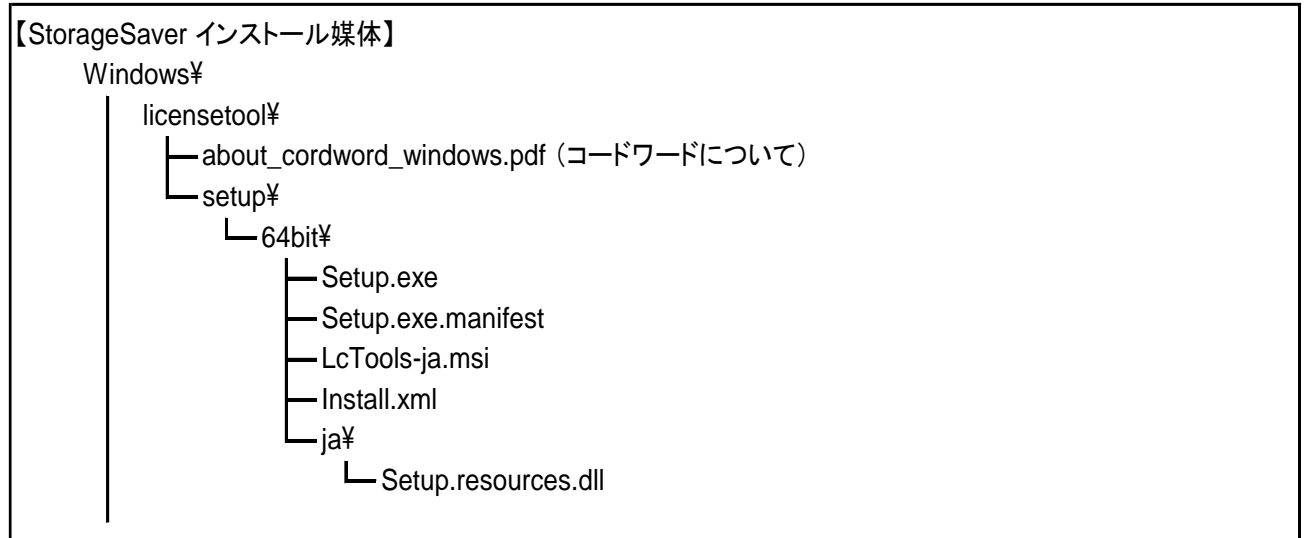 【StorageSaver インストール媒体】
Windows¥
licensetool¥
about_cordword_windows.pdf （コードワードについて）
setup¥
64bit¥
Setup.exe
Setup.exe.manifest
LcTools-ja.msi
Install.xml
ja¥
Setup.resources.dll